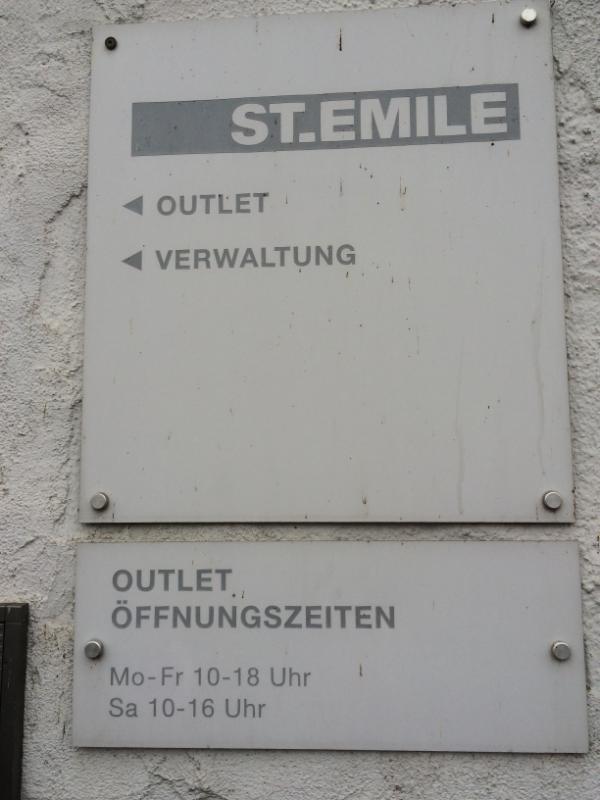 ST.EMILE
◄ OUTLET
◄ VERWALTUNG
OUTLET
ÖFFNUNGSZEITEN
Mo-Fr 10-18 Uhr
Sa 10-16 Uhr